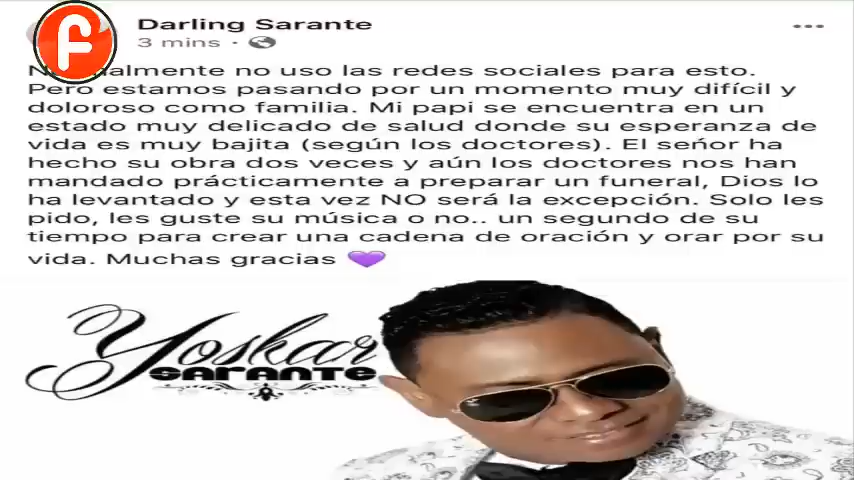 f
Darling Sarante
3 mins ·
no uso las redes sociales para esto.
Pero estamos pasando por un momento muy difícil y
doloroso como familia. Mi papi se encuentra en un
estado muy delicado de salud donde su esperanza de
vida es muy bajita (según los doctores). El señor ha
hecho su obra dos veces y aún los doctores nos han
mandado prácticamente a preparar un funeral, Dios lo
ha levantado y esta vez NO será la excepción. Solo les
pido, les guste su música o no.. un segundo de su
tiempo para crear una cadena de oración y orar por su
vida. Muchas gracias 💜
Yoskar
SARANTE